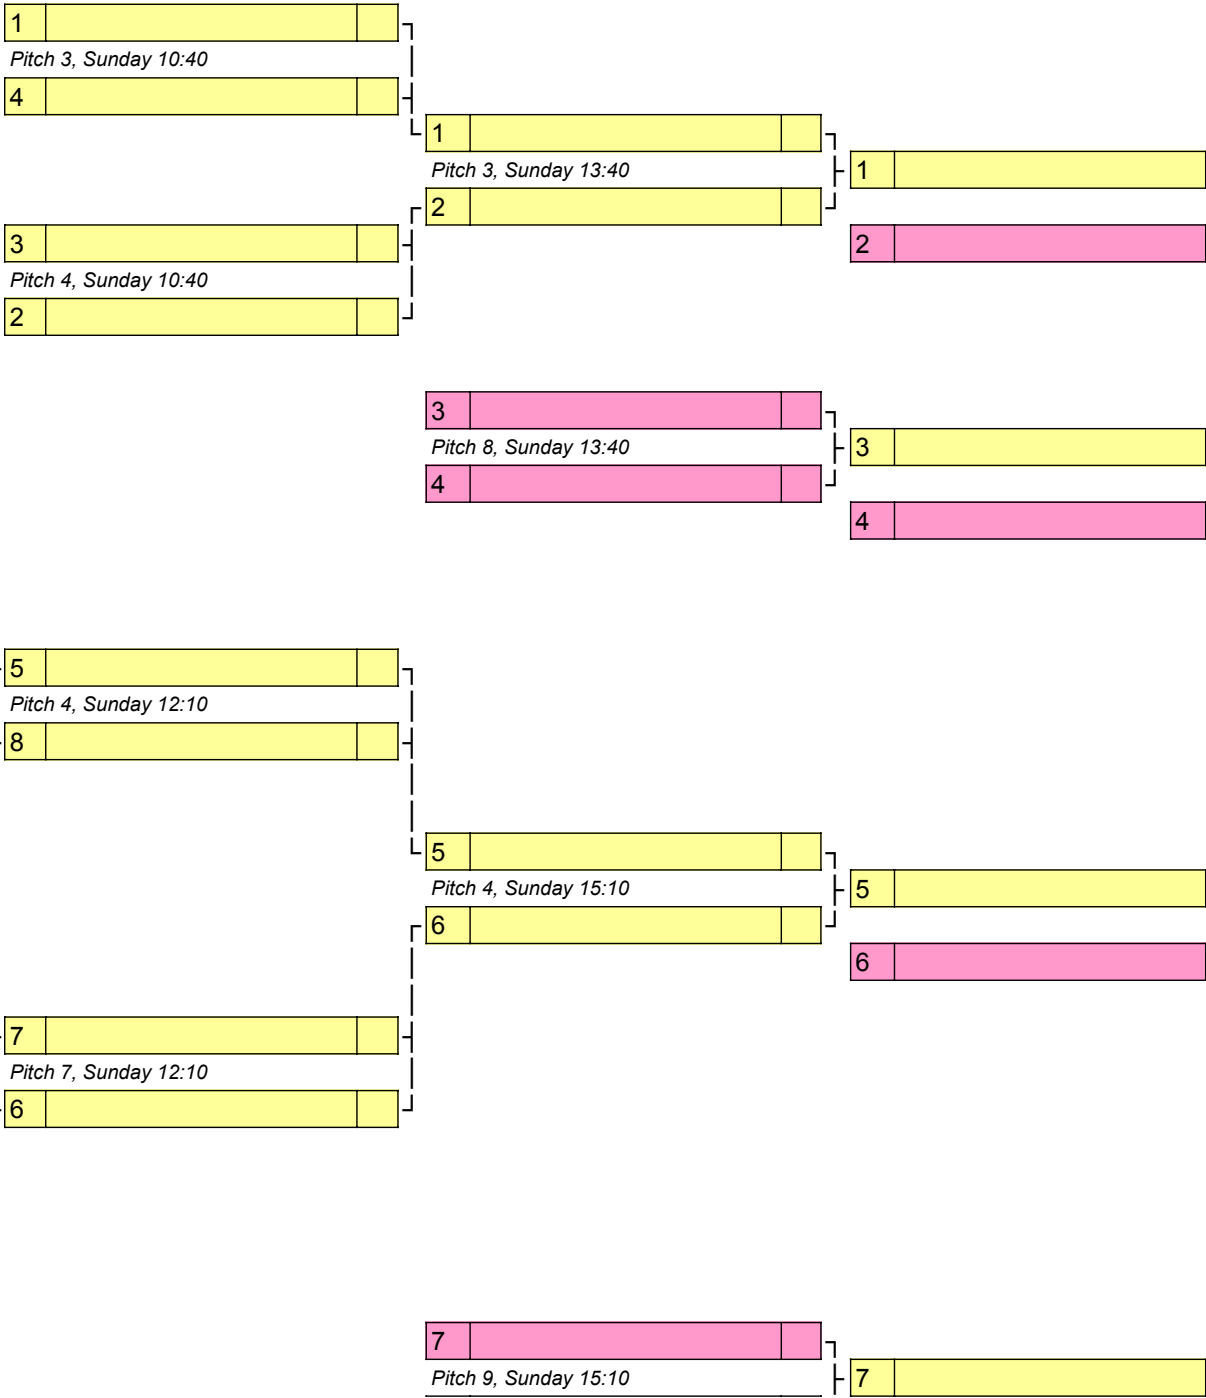 1
Pitch 3, Sunday 10:40
4
1
Pitch 3, Sunday 13:40
1
2
3
2
Pitch 4, Sunday 10:40
2
3
Pitch 8, Sunday 13:40
3
4
4
5
Pitch 4, Sunday 12:10
8
5
Pitch 4, Sunday 15:10
5
6
6
7
Pitch 7, Sunday 12:10
6
7
Pitch 9, Sunday 15:10
7